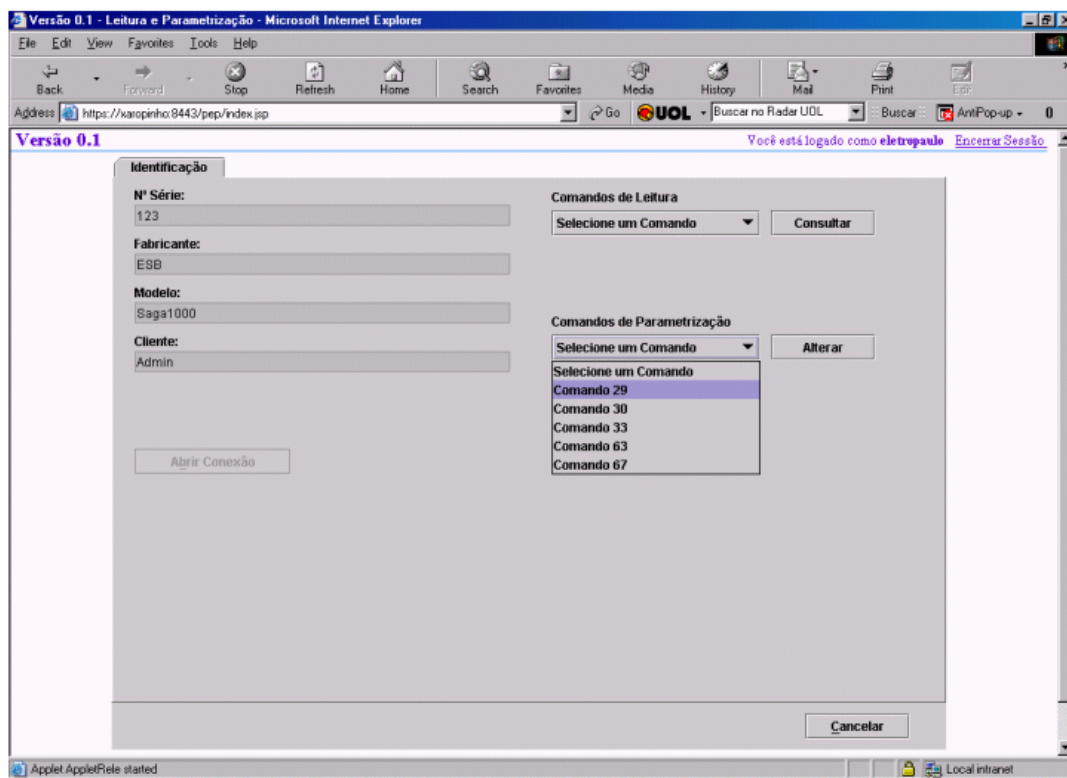 Versão 0.1 - Leitura e Parametrização - Microsoft Internet Explorer
File Edit View Favorites Tools Help
Back Forward Stop Refresh Home Search Favorites Media History Mail Print Edit
Address https://xaropinho:8443/pep/index.jsp Go UOL Buscar no Radar UOL Buscar AntiPop-up 0
Versão 0.1 Você está logado como eletropaulo Encerrar Sessão
Identificação
Nº Série:
123
Fabricante:
ESB
Modelo:
Saga1000
Cliente:
Admin
Abrir Conexão
Comandos de Leitura
Selecione um Comando Consultar
Comandos de Parametrização
Selecione um Comando Alterar
Selecione um Comando
Comando 29
Comando 30
Comando 33
Comando 63
Comando 67
Cancelar
Applet AppletRele started Local intranet